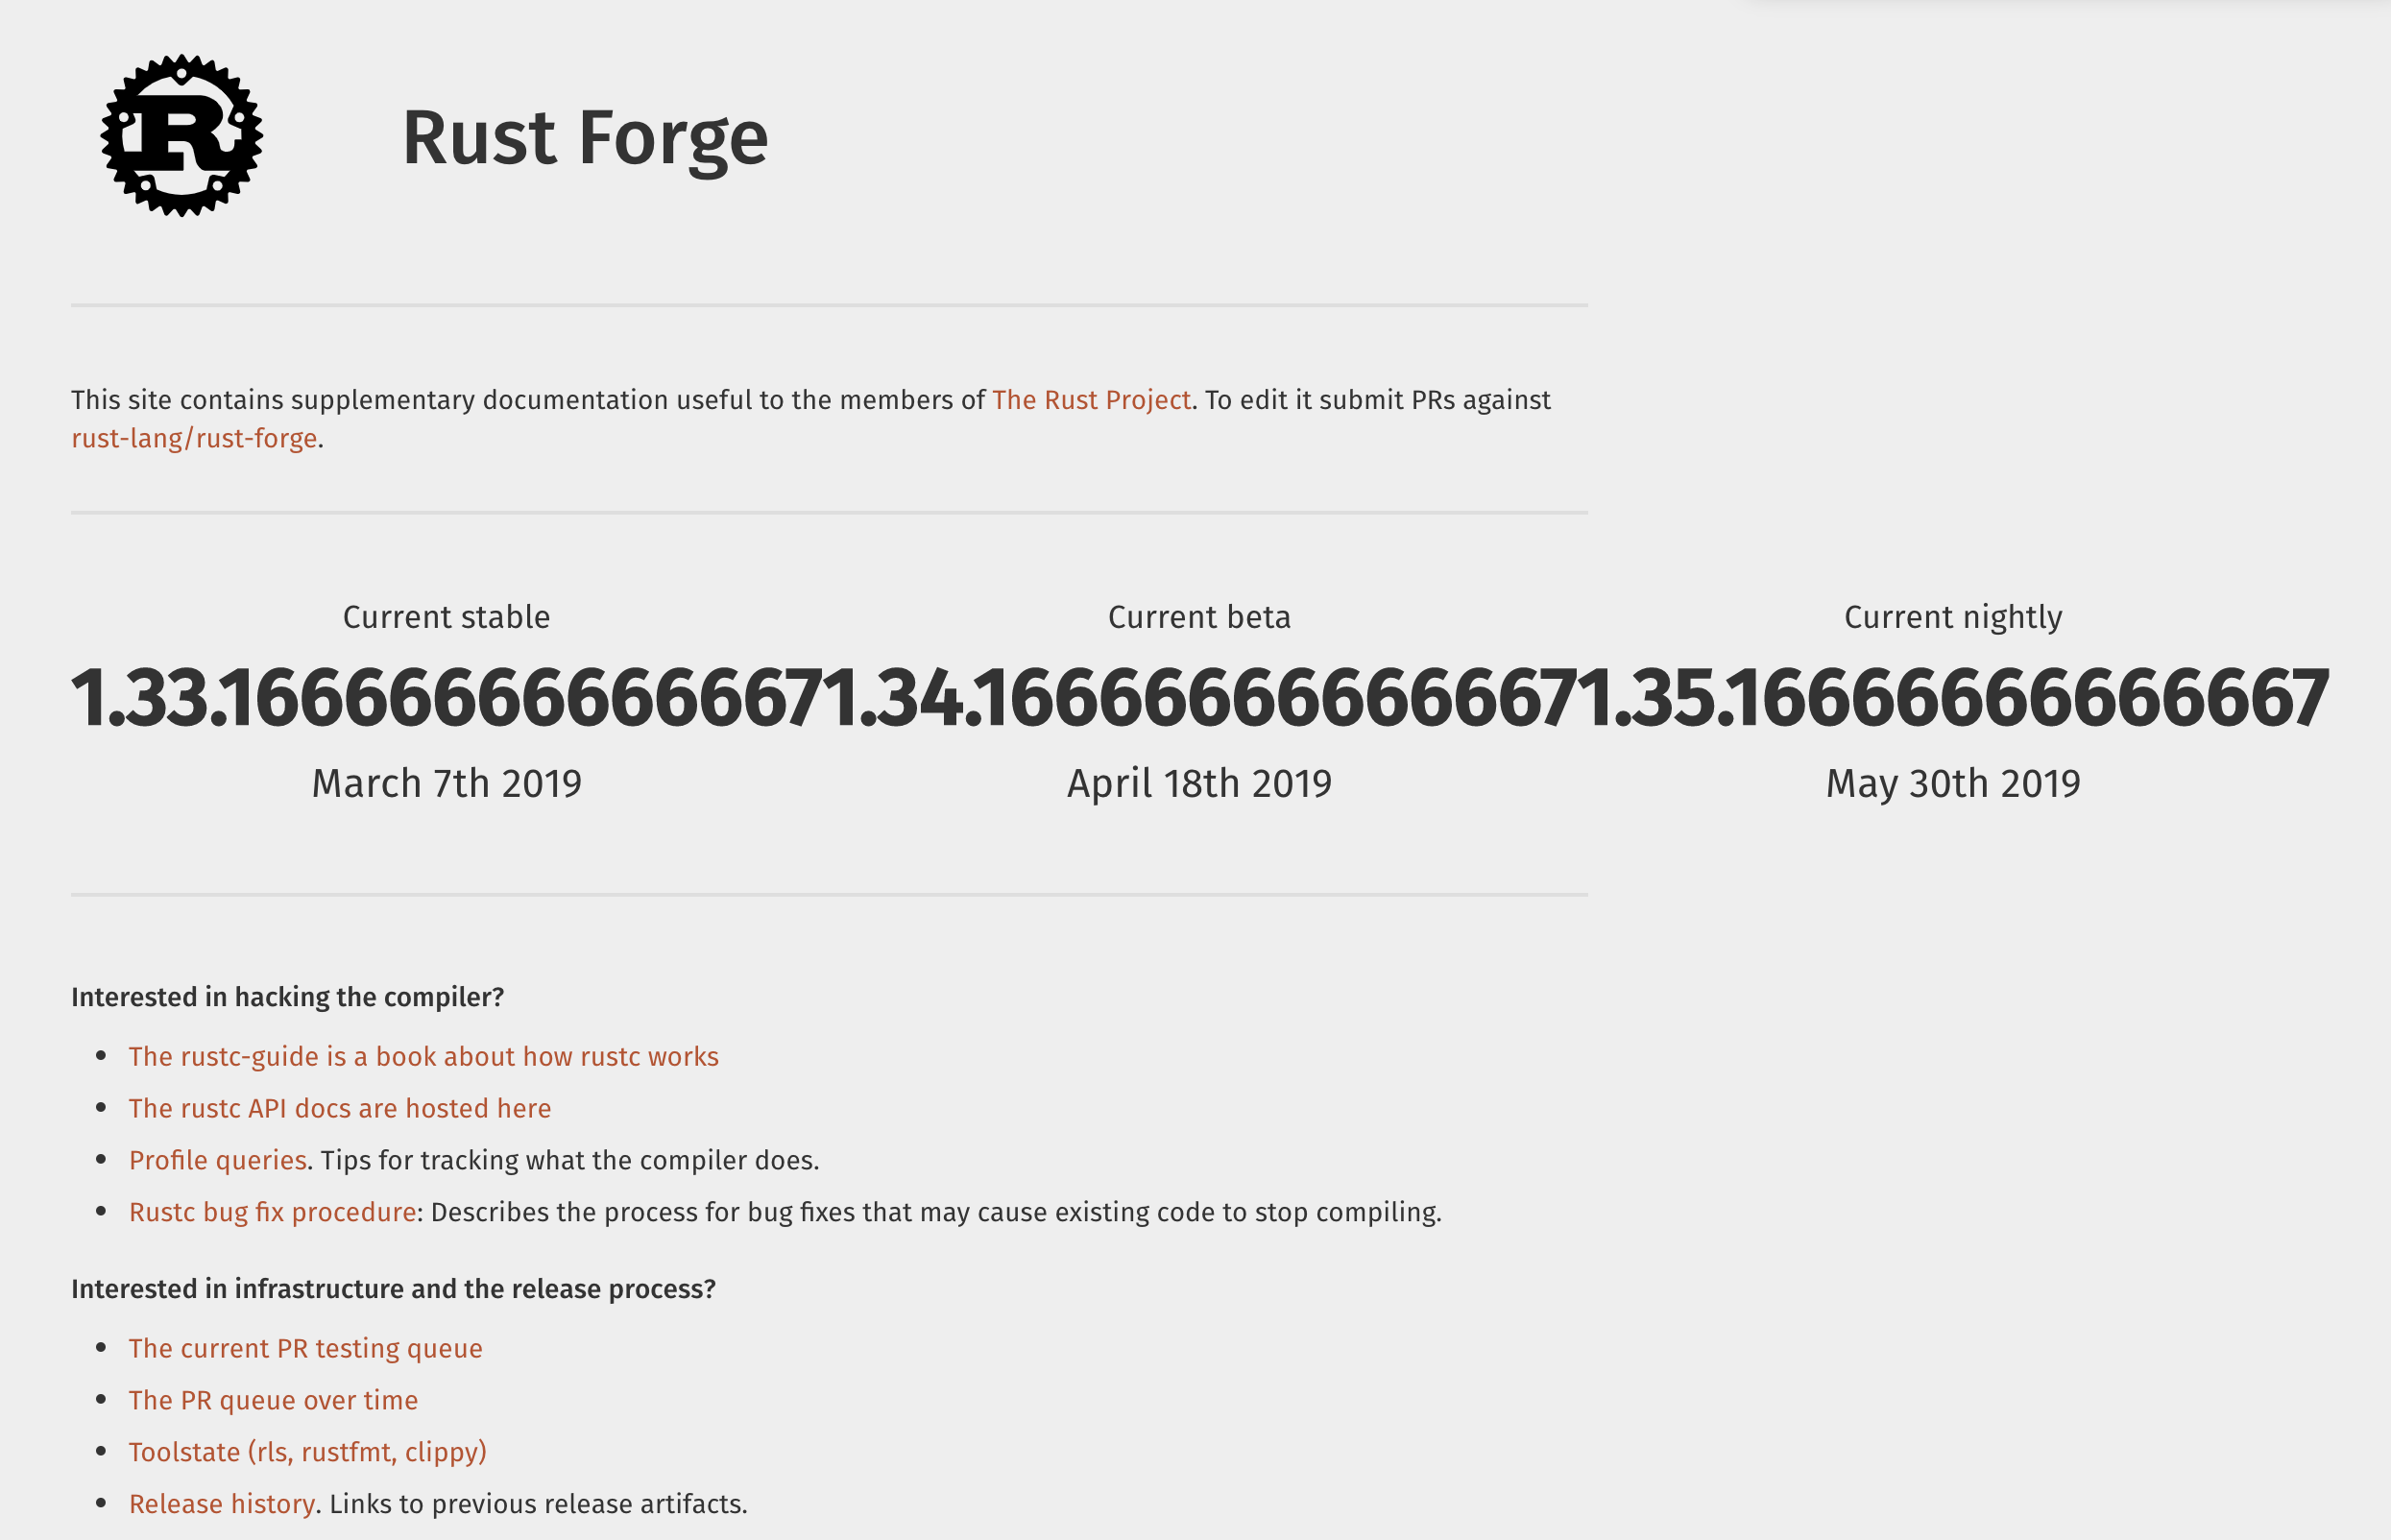 R
Rust Forge
This site contains supplementary documentation useful to the members of The Rust Project. To edit it submit PRs against
rust-lang/rust-forge.
Current stable Current beta Current nightly
1.33.16666666666667 1.34.16666666666667 1.35.16666666666667
March 7th 2019 April 18th 2019 May 30th 2019
Interested in hacking the compiler?
• The rustc-guide is a book about how rustc works
• The rustc API docs are hosted here
• Profile queries. Tips for tracking what the compiler does.
• Rustc bug fix procedure: Describes the process for bug fixes that may cause existing code to stop compiling.
Interested in infrastructure and the release process?
• The current PR testing queue
• The PR queue over time
• Toolstate (rls, rustfmt, clippy)
• Release history. Links to previous release artifacts.